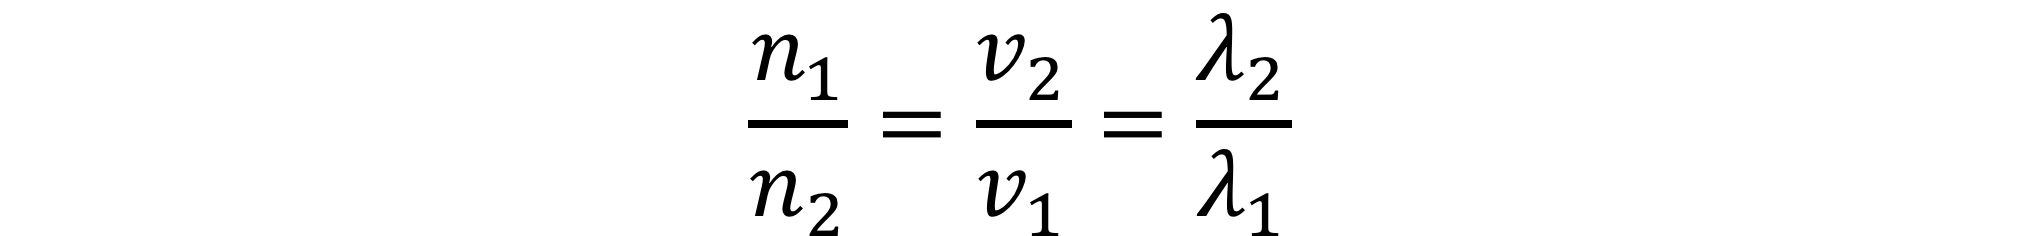 n₁/n₂ = v₂/v₁ = λ₂/λ₁